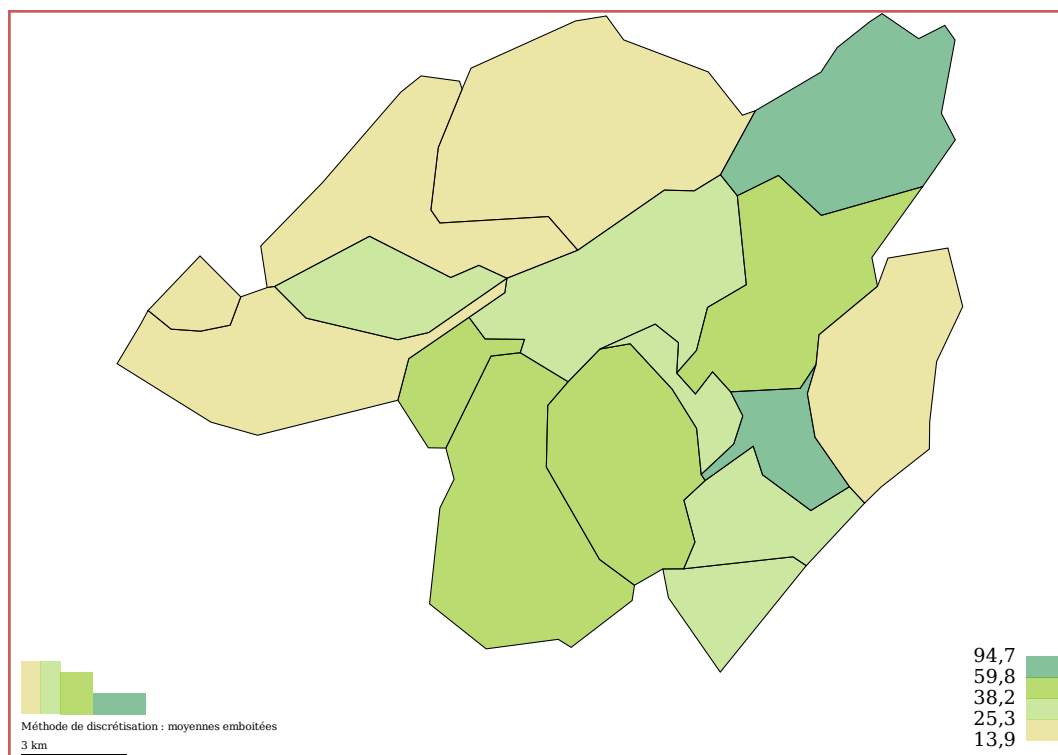 94,7
59,8
38,2
25,3
13,9
Méthode de discrétisation : moyennes emboitées
3 km